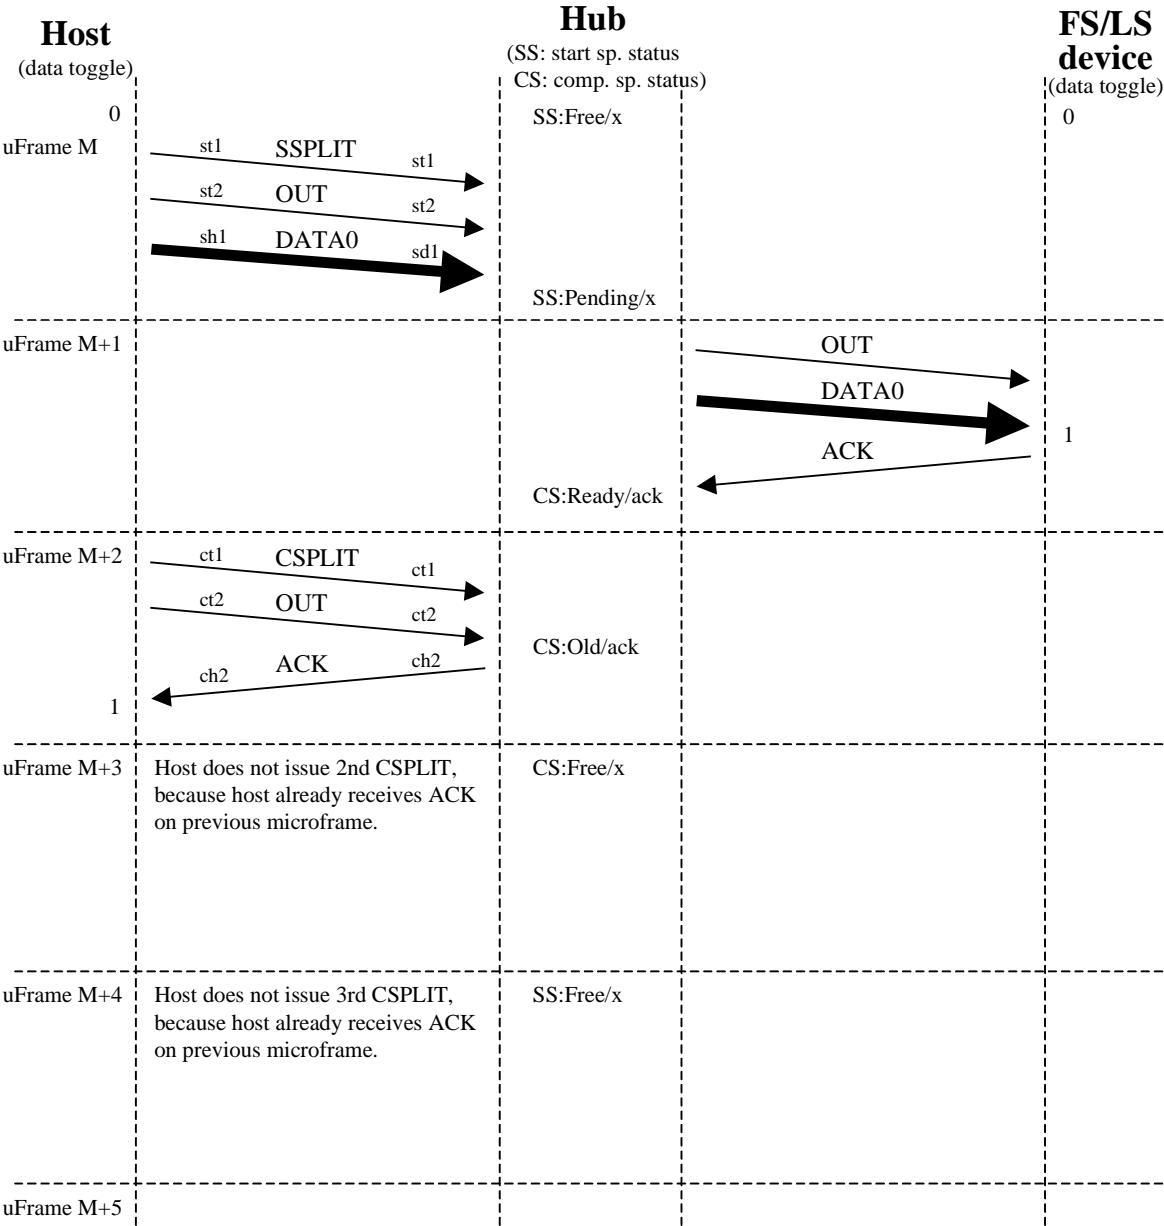 Host
(data toggle)
Hub
(SS: start sp. status
CS: comp. sp. status)
FS/LS
device
(data toggle)
0
SS:Free/x
0
uFrame M
st1
SSPLIT
st1
st2
OUT
st2
sh1
DATA0
sd1
SS:Pending/x
uFrame M+1
OUT
DATA0
1
ACK
CS:Ready/ack
uFrame M+2
ct1
CSPLIT
ct1
ct2
OUT
ct2
CS:Old/ack
ACK
ch2
ch2
1
uFrame M+3
Host does not issue 2nd CSPLIT,
because host already receives ACK
on previous microframe.
CS:Free/x
uFrame M+4
Host does not issue 3rd CSPLIT,
because host already receives ACK
on previous microframe.
SS:Free/x
uFrame M+5